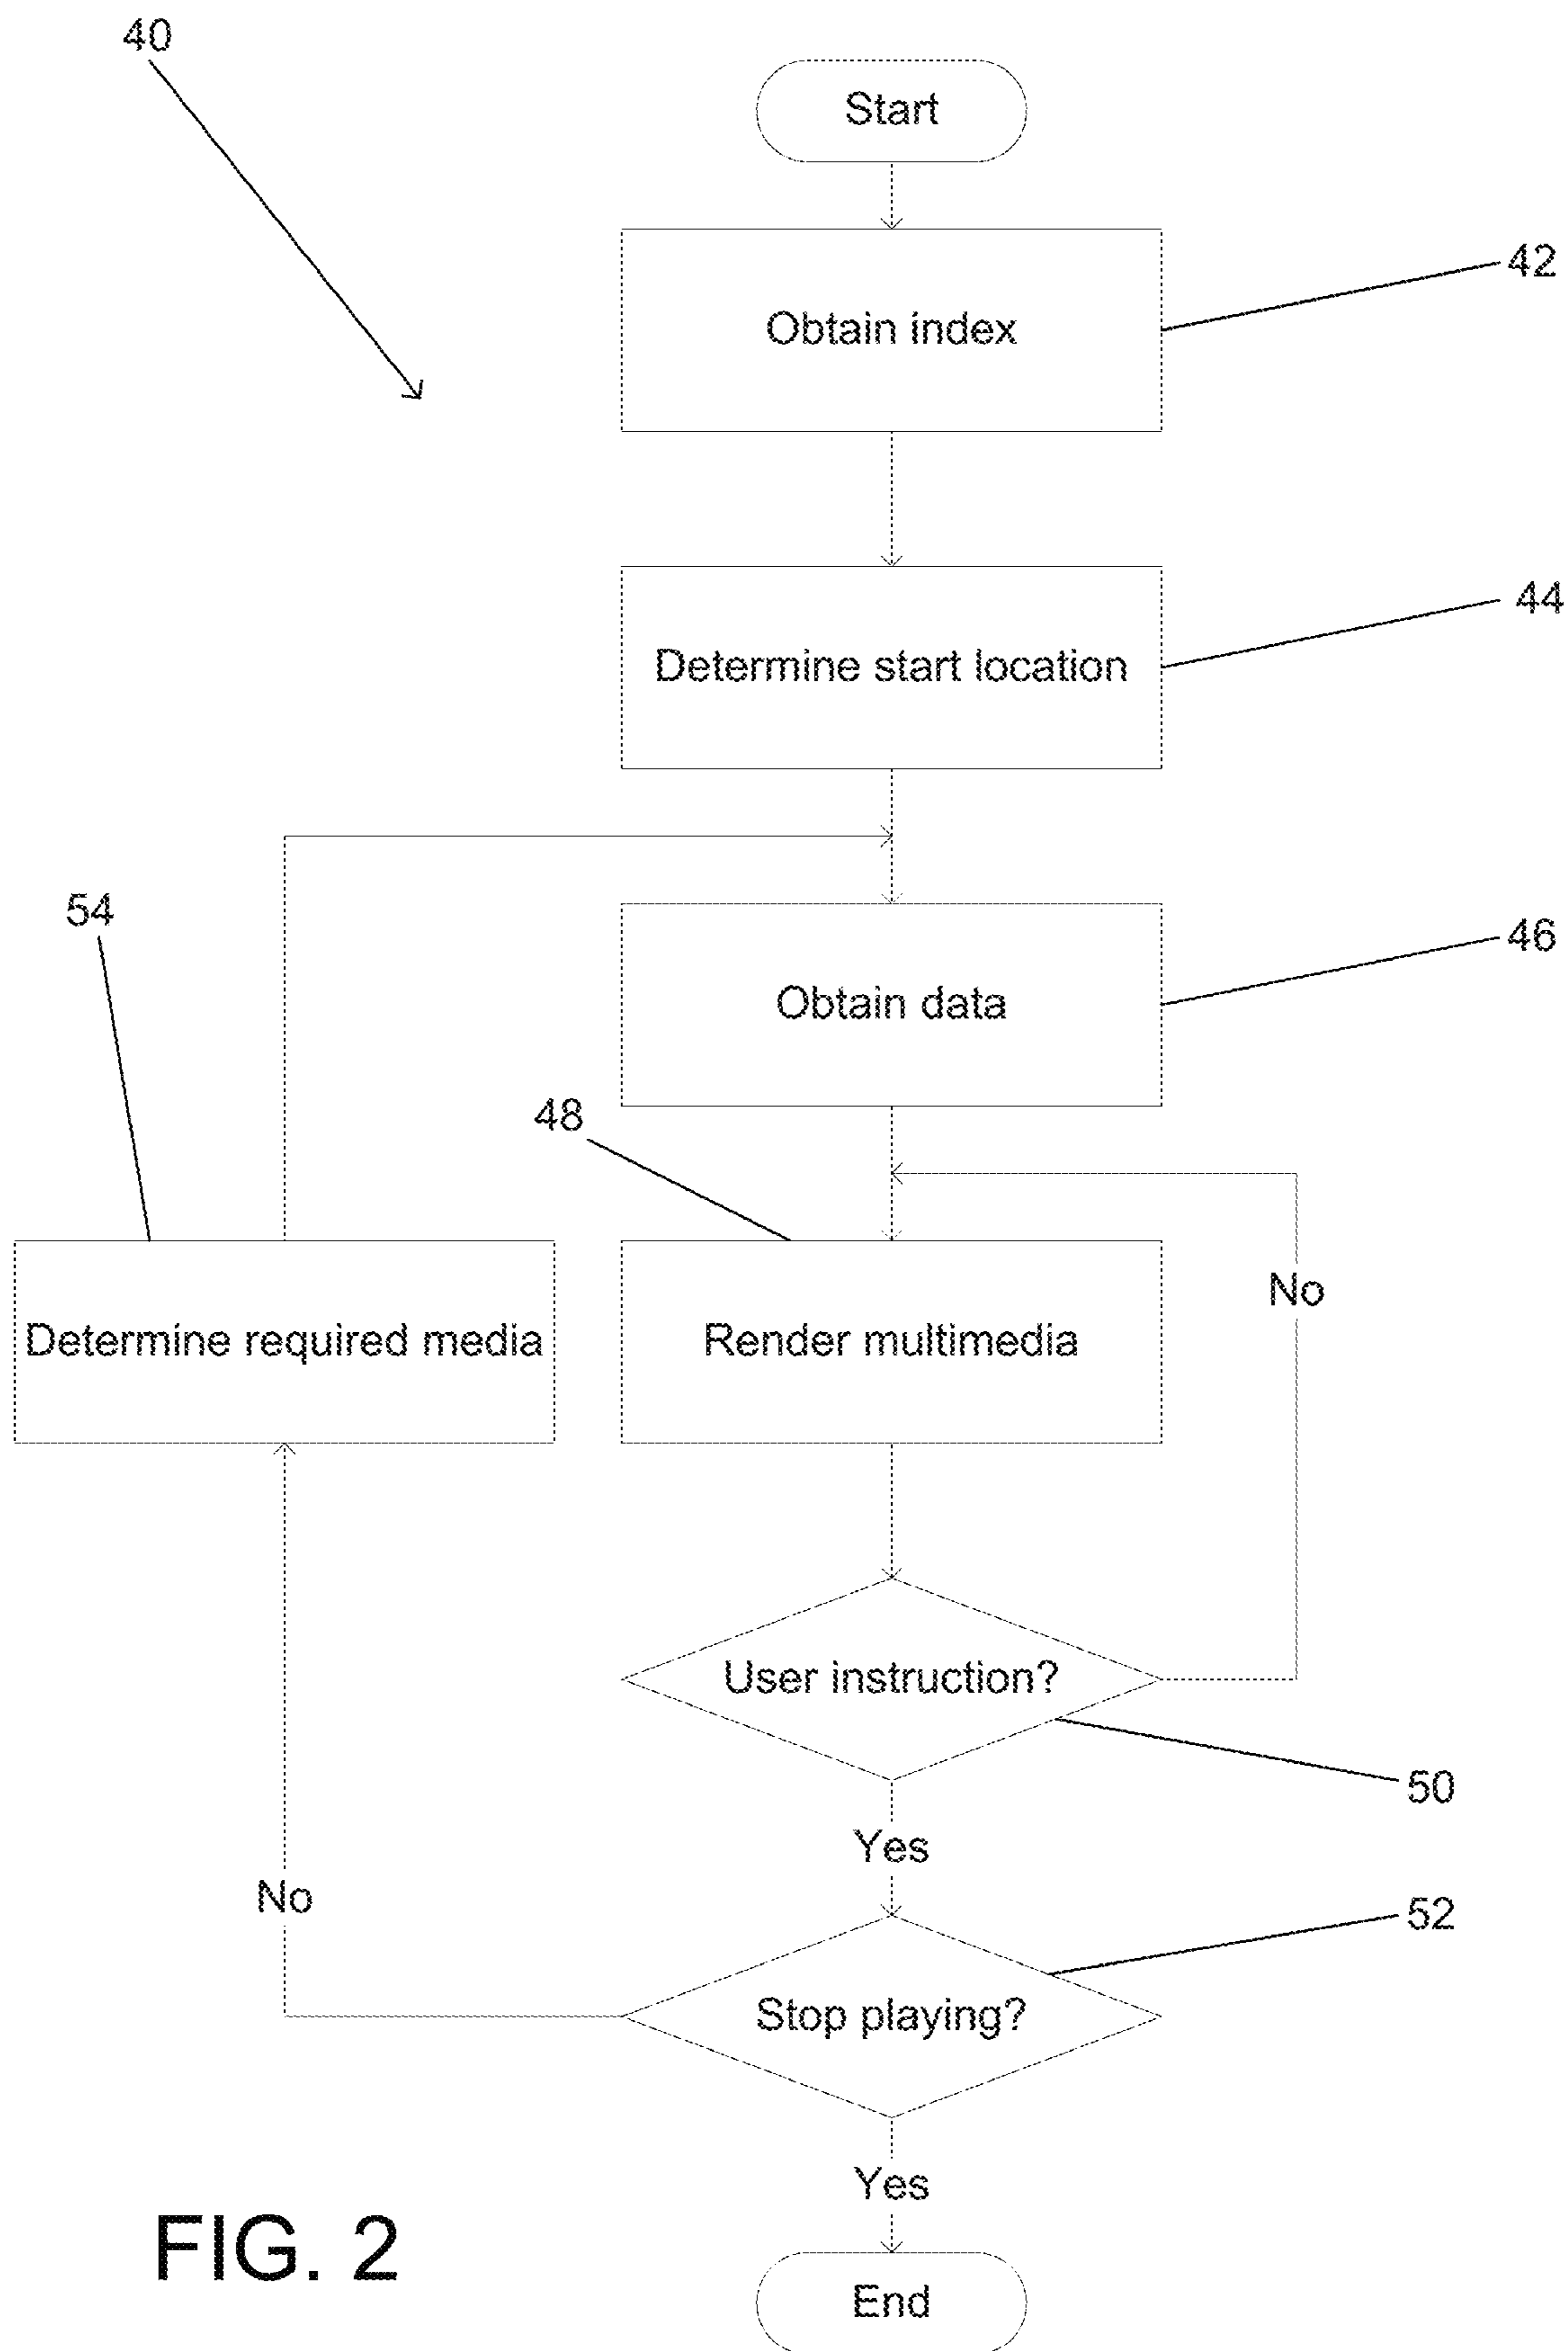 40
Start
42
Obtain index
44
Determine start location
54
46
Obtain data
48
No
Determine required media
Render multimedia
User instruction?
50
Yes
No
52
Stop playing?
Yes
FIG. 2
End